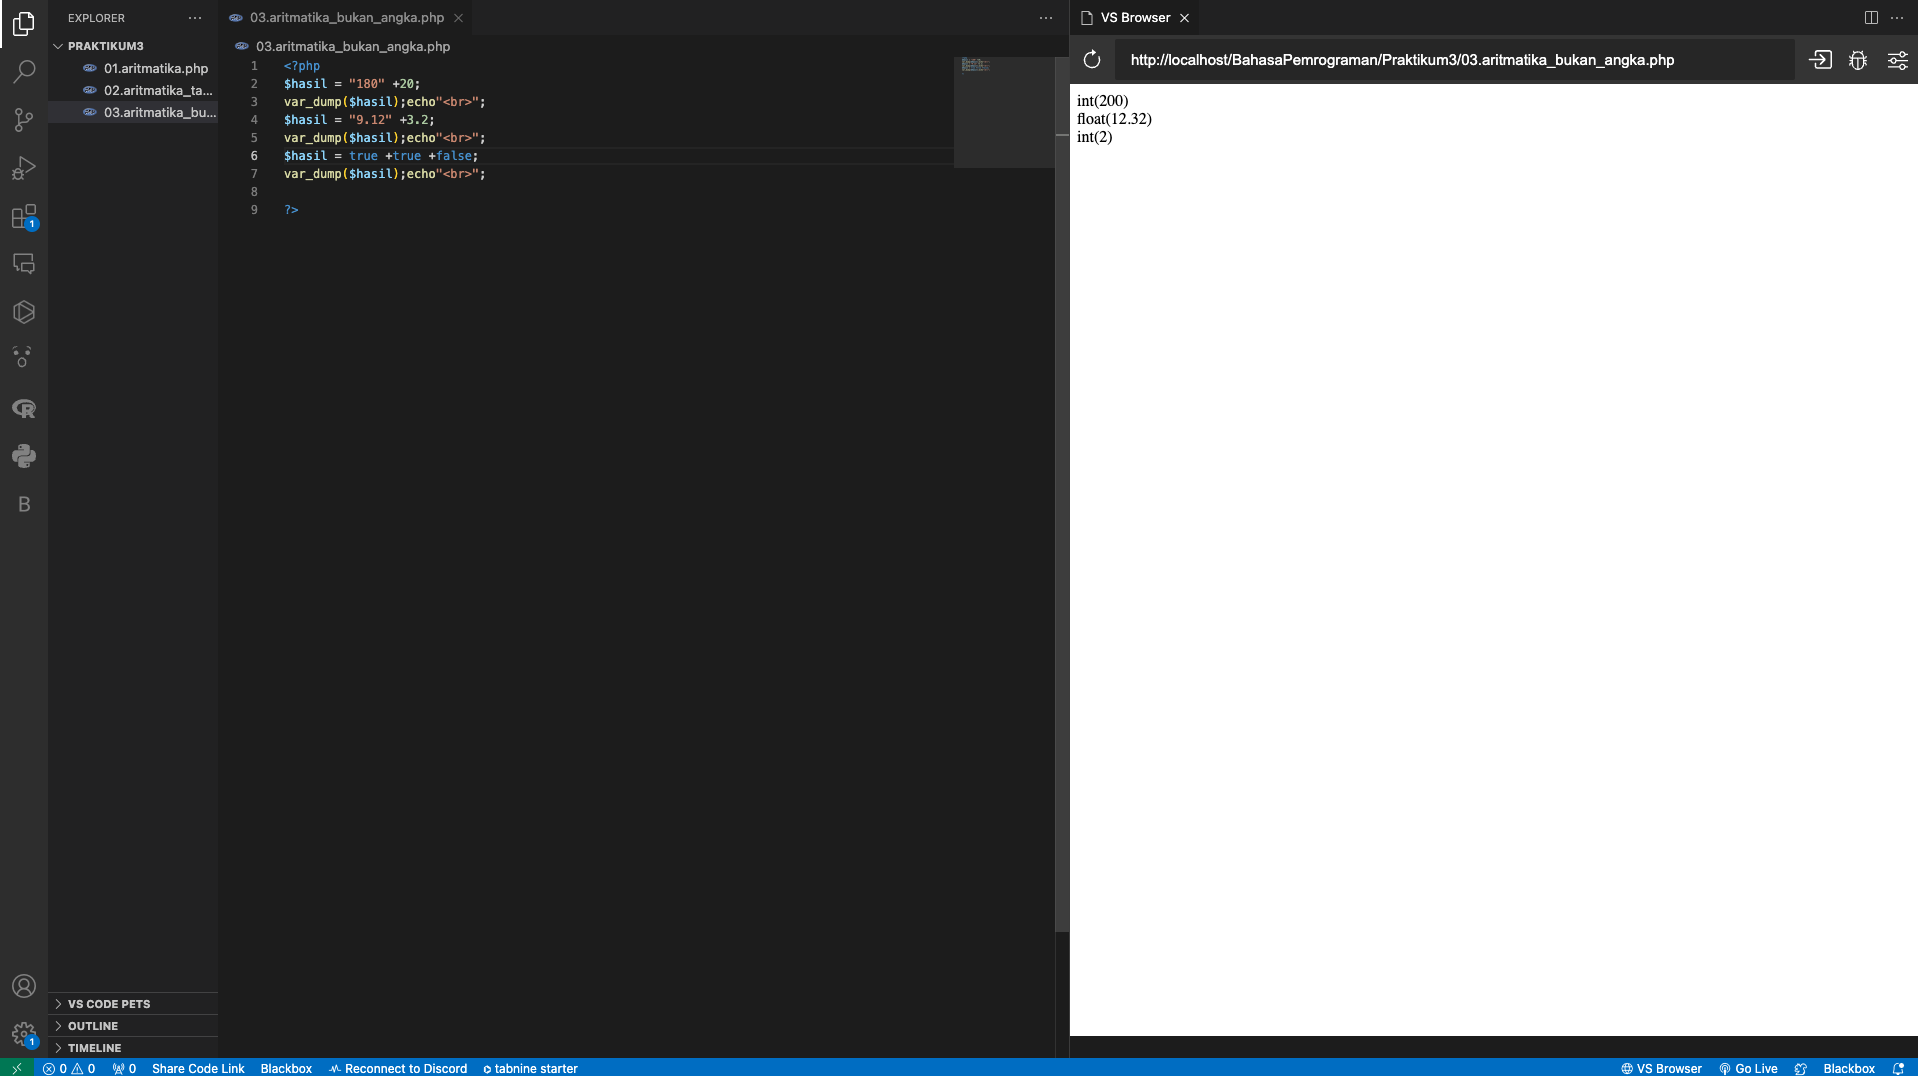 EXPLORER
PRAKTIKUM3
01.aritmatika.php
02.aritmatika_ta...
03.aritmatika_bu...
VS CODE PETS
OUTLINE
TIMELINE
1
B
1
03.aritmatika_bukan_angka.php
03.aritmatika_bukan_angka.php
1 <?php
2 $hasil = "180" +20;
3 var_dump($hasil);echo"<br>";
4 $hasil = "9.12" +3.2;
5 var_dump($hasil);echo"<br>";
6 $hasil = true +true +false;
7 var_dump($hasil);echo"<br>";
8
9 ?>
VS Browser
http://localhost/BahasaPemrograman/Praktikum3/03.aritmatika_bukan_angka.php
int(200)
float(12.32)
int(2)
0 0 0 Share Code Link Blackbox Reconnect to Discord tabnine starter VS Browser Go Live Blackbox